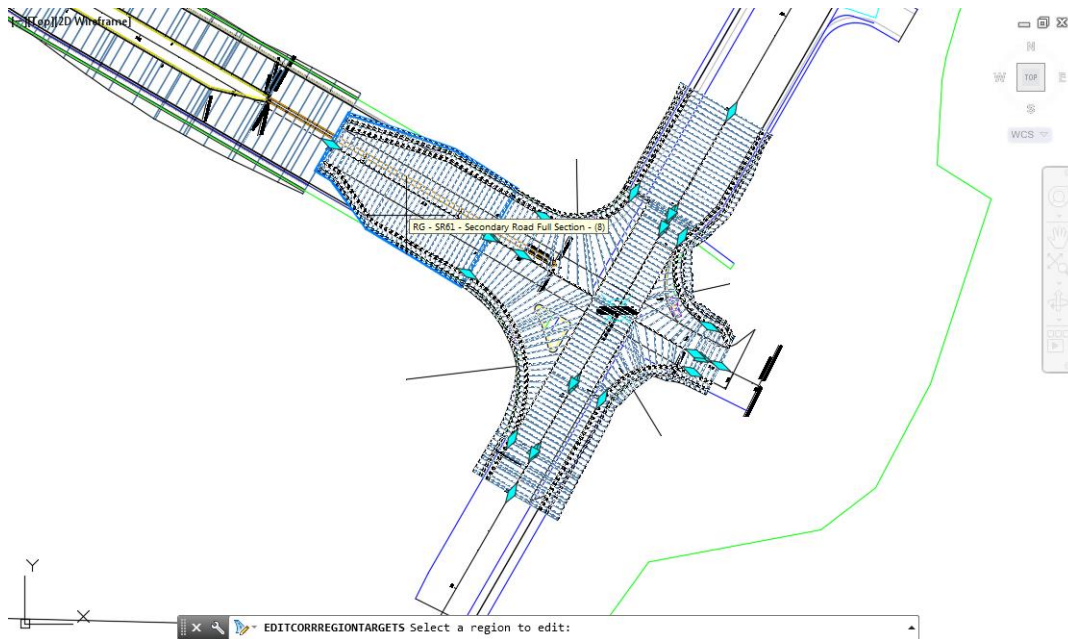 [-][Top][2D Wireframe]
N
W
TOP
E
S
WCS
RG - SR61 - Secondary Road Full Section - (8)
Y
X
EDITCORRREGIONTARGETS Select a region to edit: